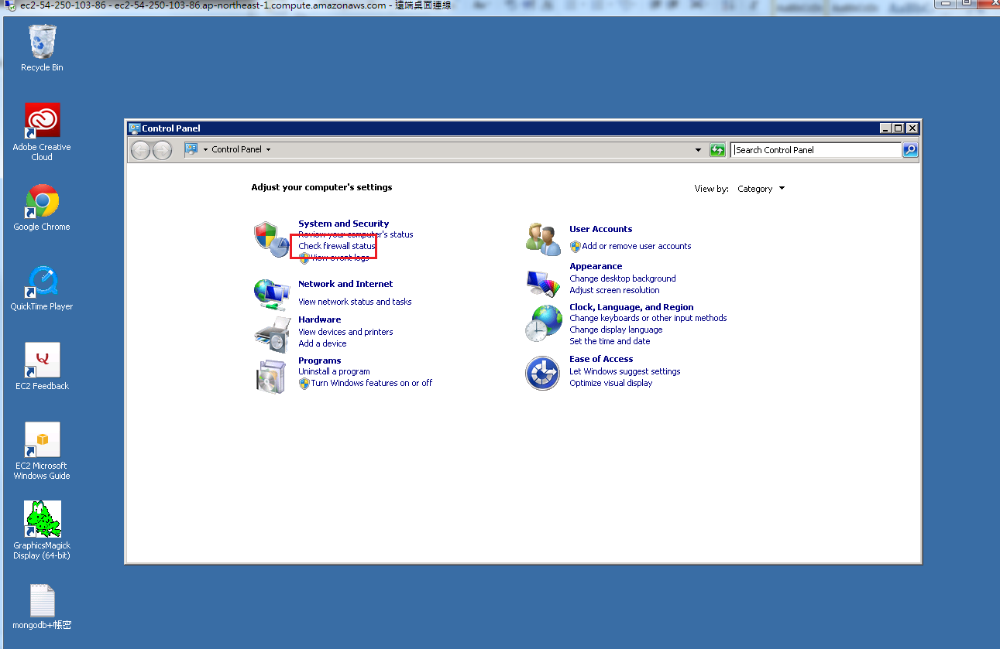 ec2-54-250-103-86 - ec2-54-250-103-86.ap-northeast-1.compute.amazonaws.com - 遠端桌面連線
Recycle Bin
Adobe Creative
Cloud
Google Chrome
QuickTime Player
EC2 Feedback
EC2 Microsoft
Windows Guide
GraphicsMagick
Display (64-bit)
mongodb+帳密
Control Panel
Control Panel
Search Control Panel
Adjust your computer's settings
View by: Category
System and Security
Review your computer's status
Check firewall status
View event logs
Network and Internet
View network status and tasks
Hardware
View devices and printers
Add a device
Programs
Uninstall a program
Turn Windows features on or off
User Accounts
Add or remove user accounts
Appearance
Change desktop background
Adjust screen resolution
Clock, Language, and Region
Change keyboards or other input methods
Change display language
Set the time and date
Ease of Access
Let Windows suggest settings
Optimize visual display